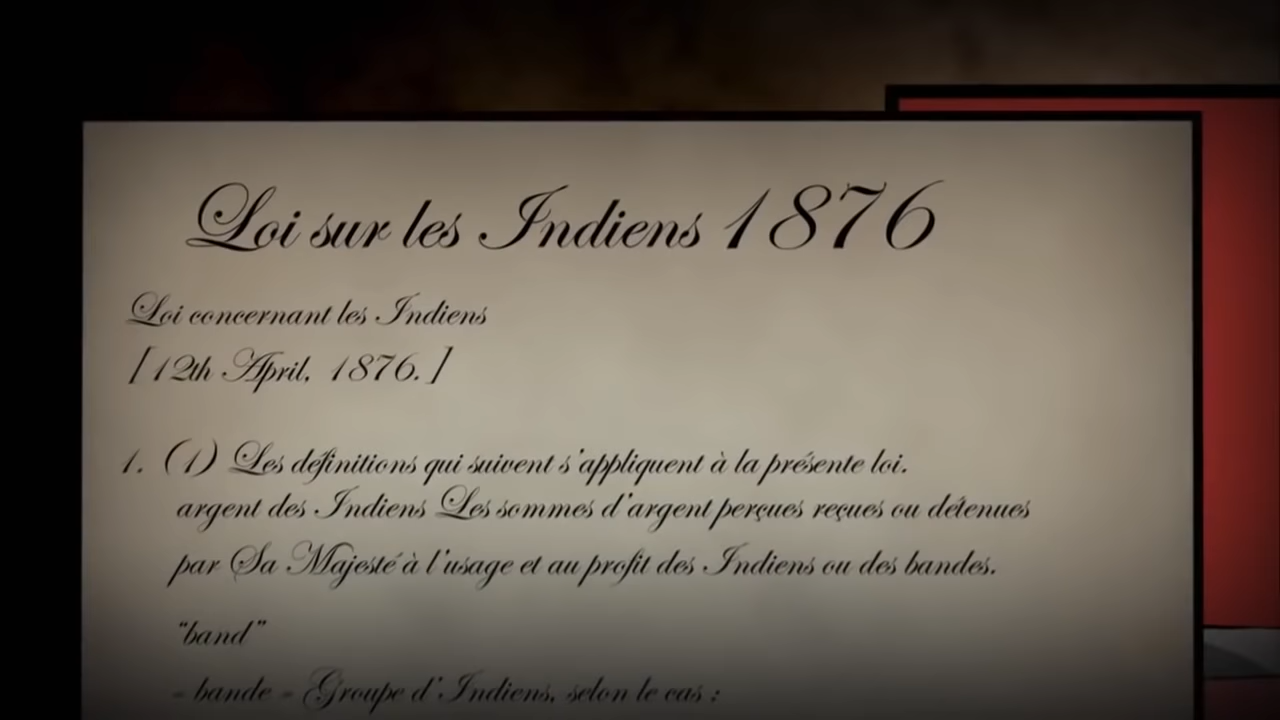 Loi sur les Indiens 1876
Loi concernant les Indiens
[12th April, 1876.]
1. (1) Les définitions qui suivent s'appliquent à la présente loi.
argent des Indiens Les sommes d'argent perçues reçues ou détenues
par Sa Majesté à l'usage et au profit des Indiens ou des bandes.
"band"
« bande » Groupe d'Indiens, selon le cas :